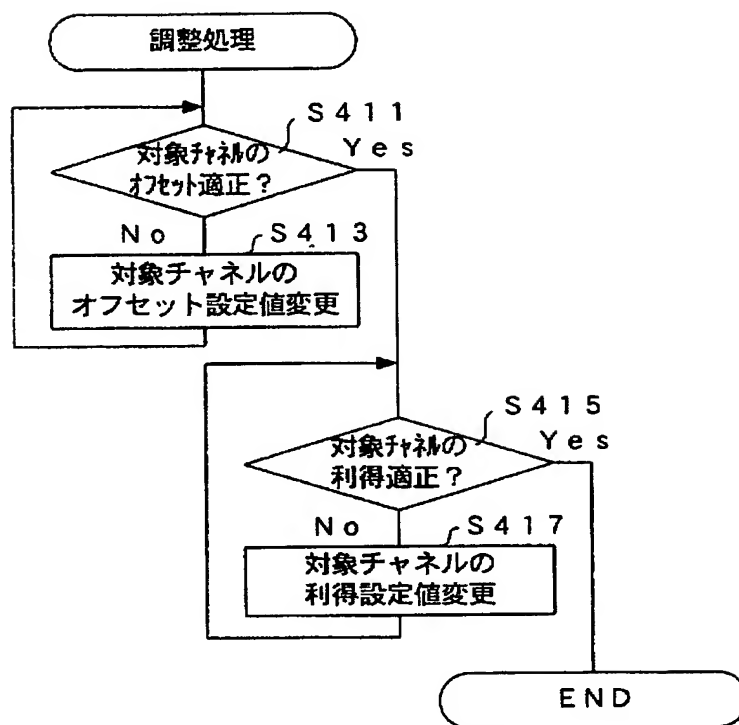 調整処理
S411
対象ﾁｬﾈﾙの
ｵﾌｾｯﾄ適正?
Yes
No
S413
対象チャネルの
オフセット設定値変更
S415
対象ﾁｬﾈﾙの
利得適正?
Yes
No
S417
対象チャネルの
利得設定値変更
END